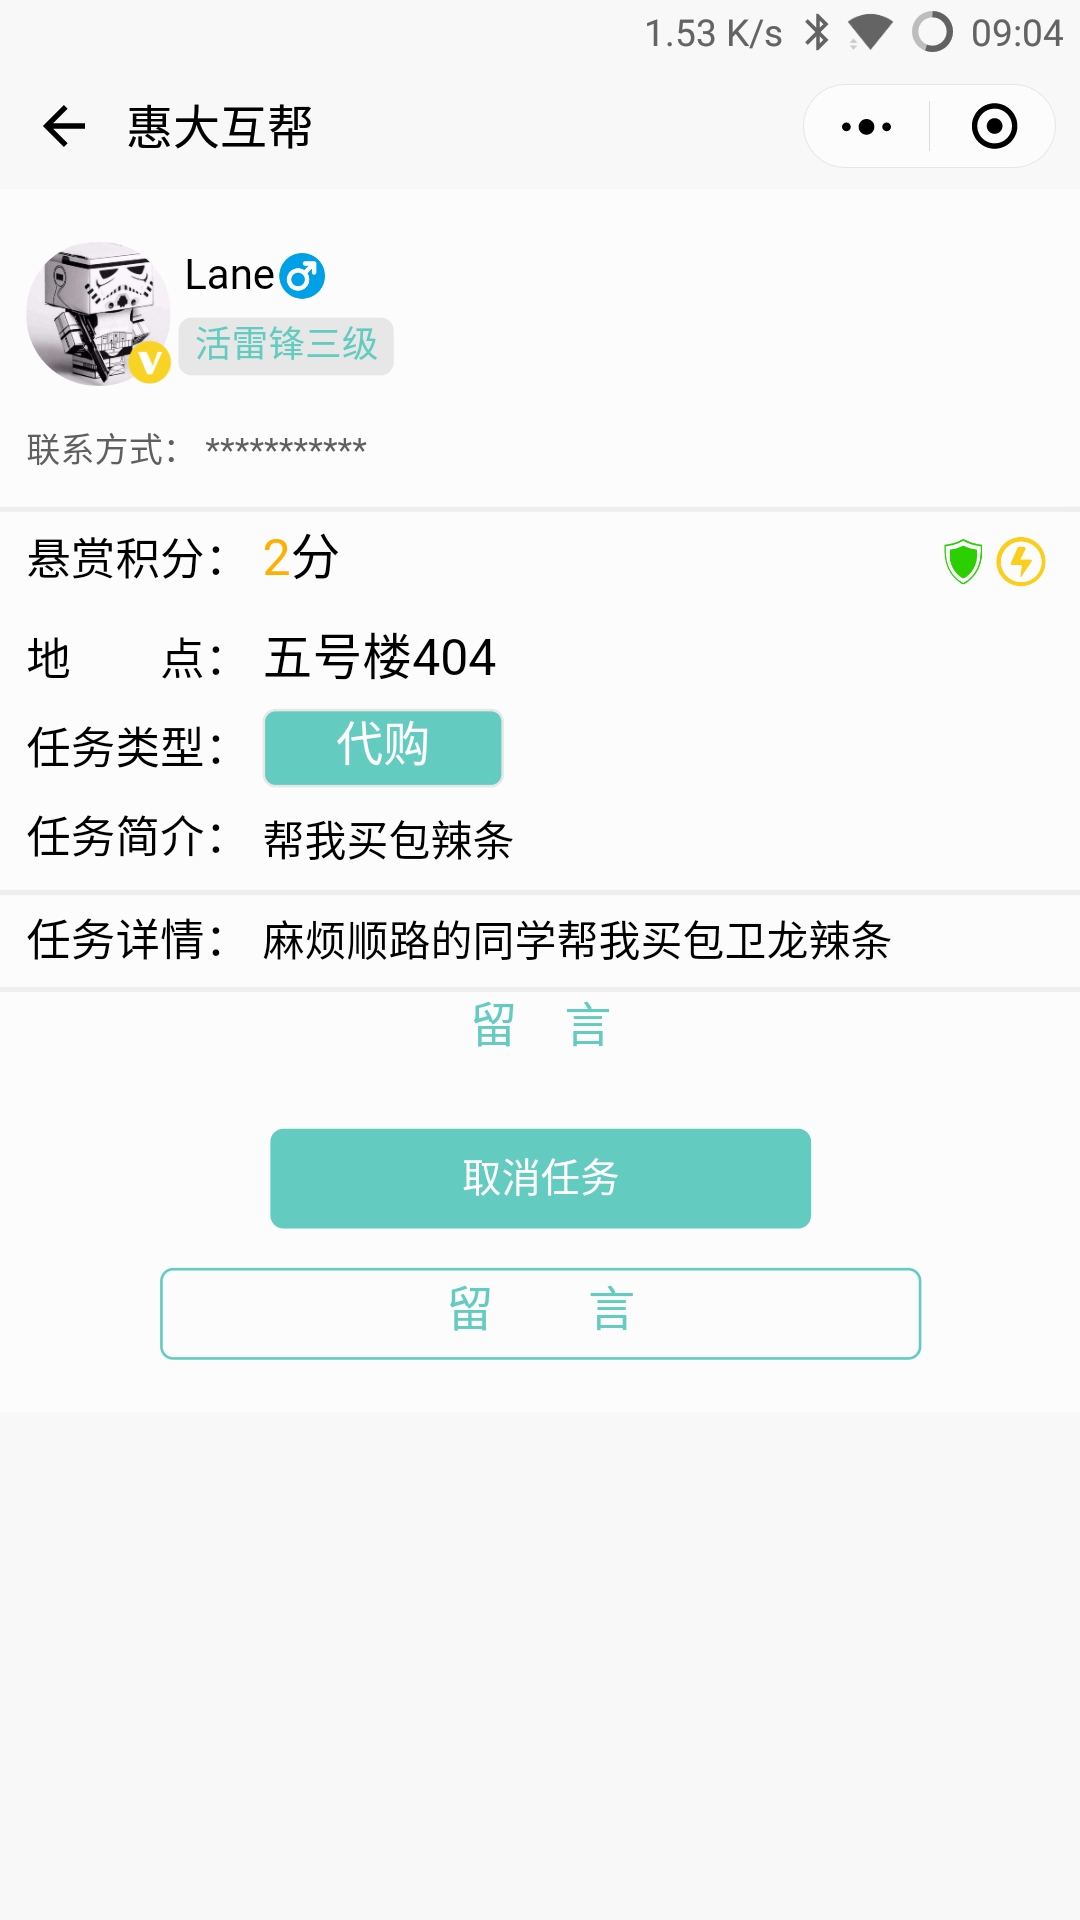 1.53 K/s 09:04
惠大互帮
Lane
活雷锋三级
联系方式： ***********
悬赏积分： 2分
地　　点： 五号楼404
任务类型： 代购
任务简介： 帮我买包辣条
任务详情： 麻烦顺路的同学帮我买包卫龙辣条
留　言
取消任务
留　　言